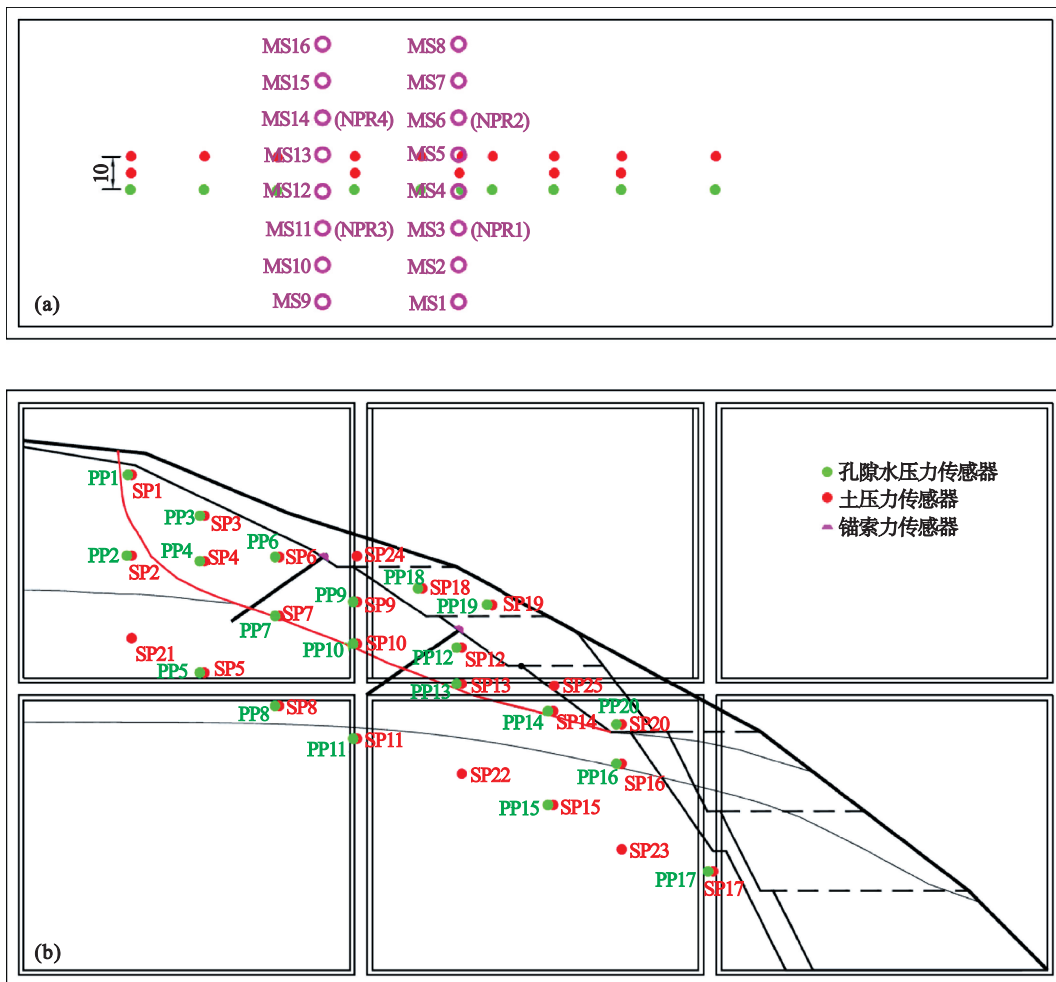 MS16 MS8
MS15 MS7
MS14 (NPR4) MS6 (NPR2)
MS13 MS5
10
MS12 MS4
MS11 (NPR3) MS3 (NPR1)
MS10 MS2
(a) MS9 MS1
PP1 SP1
孔隙水压力传感器
土压力传感器
锚索力传感器
PP3 SP3
PP2 SP2 PP4 SP4 PP6 SP6 SP24
PP18 SP18
PP9 SP9 PP19 SP19
PP7 SP7
SP21 PP10 SP10 PP12 SP12
PP5 SP5 PP13 SP13 SP25
PP8 SP8 PP14 SP14 PP20 SP20
PP11 SP11
SP22 PP16 SP16
PP15 SP15
SP23
PP17 SP17
(b)